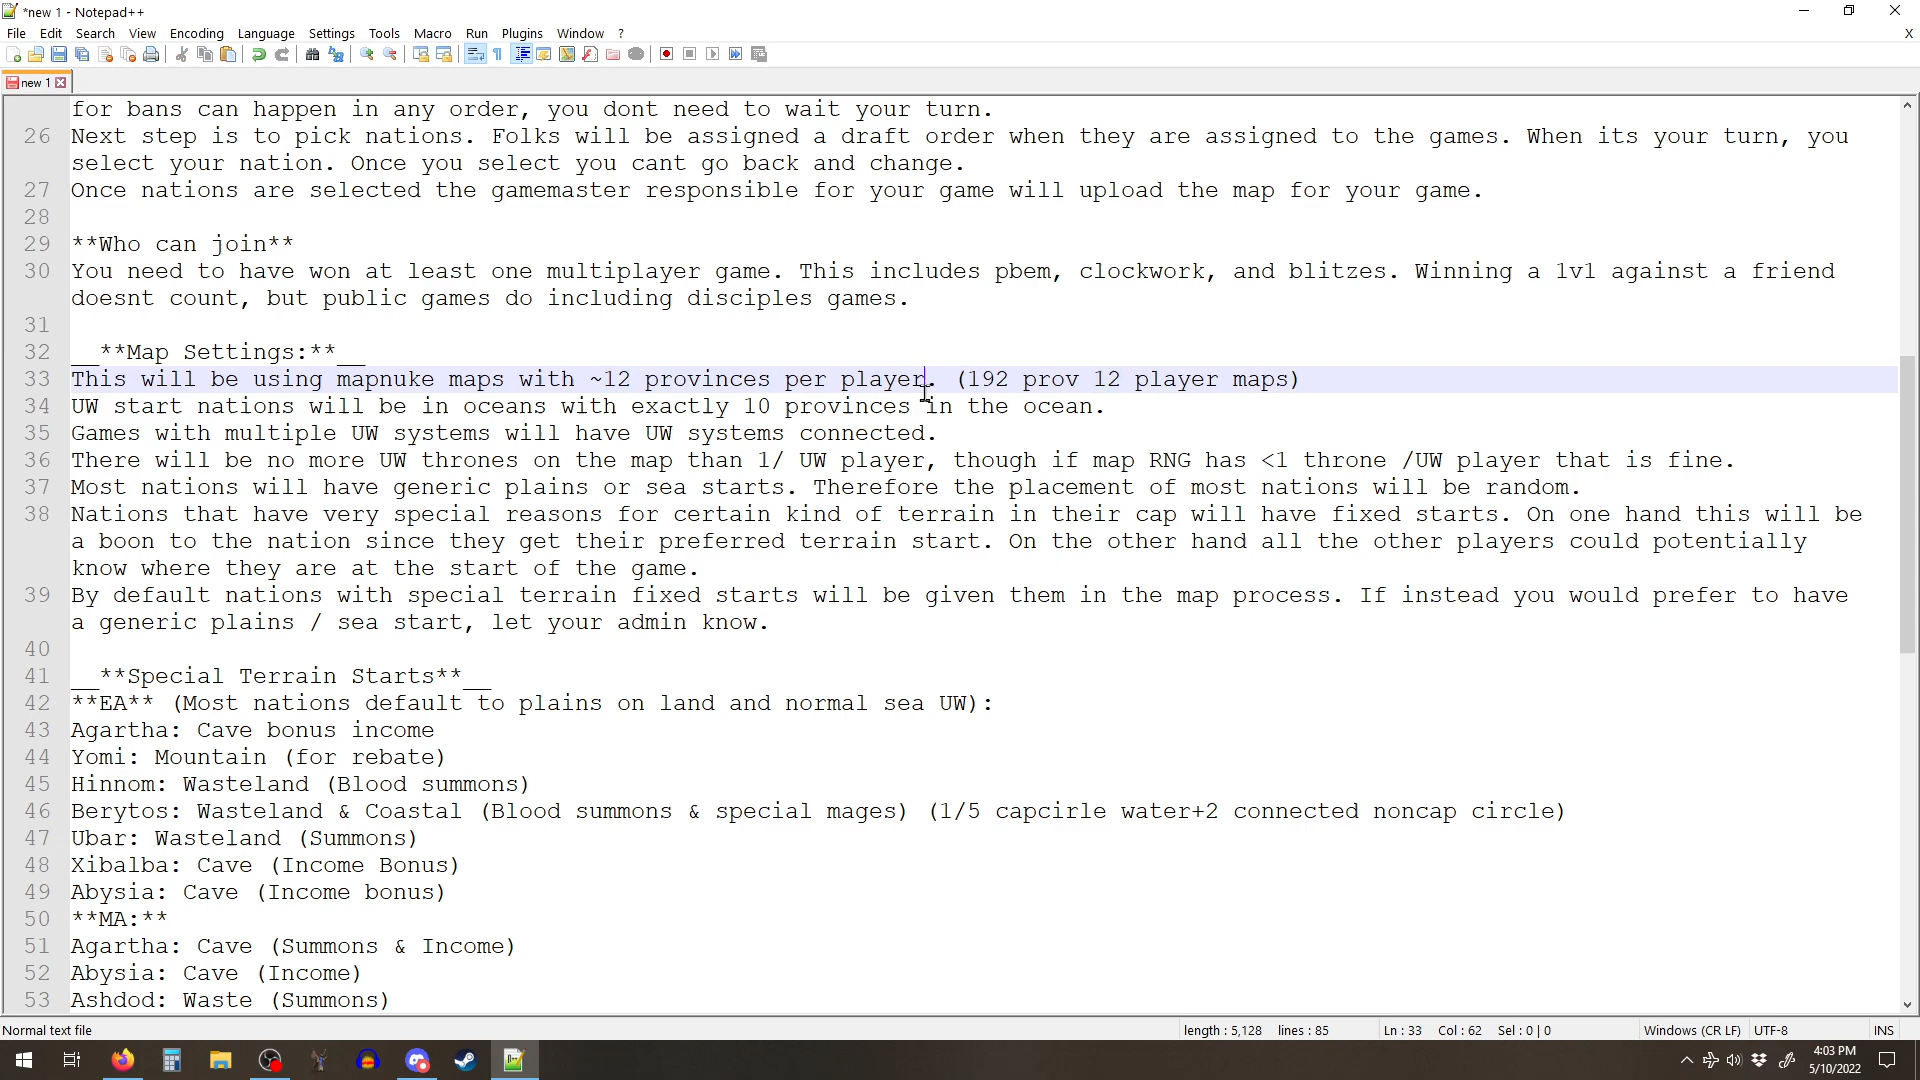 *new 1 - Notepad++
File Edit Search View Encoding Language Settings Tools Macro Run Plugins Window ? X
new 1
for bans can happen in any order, you dont need to wait your turn.
26 Next step is to pick nations. Folks will be assigned a draft order when they are assigned to the games. When its your turn, you
select your nation. Once you select you cant go back and change.
27 Once nations are selected the gamemaster responsible for your game will upload the map for your game.
28
29 **Who can join**
30 You need to have won at least one multiplayer game. This includes pbem, clockwork, and blitzes. Winning a 1v1 against a friend
doesnt count, but public games do including disciples games.
31
32 __**Map Settings:**__
33 This will be using mapnuke maps with ~12 provinces per player. (192 prov 12 player maps)
34 UW start nations will be in oceans with exactly 10 provinces in the ocean.
35 Games with multiple UW systems will have UW systems connected.
36 There will be no more UW thrones on the map than 1/ UW player, though if map RNG has <1 throne /UW player that is fine.
37 Most nations will have generic plains or sea starts. Therefore the placement of most nations will be random.
38 Nations that have very special reasons for certain kind of terrain in their cap will have fixed starts. On one hand this will be
a boon to the nation since they get their preferred terrain start. On the other hand all the other players could potentially
know where they are at the start of the game.
39 By default nations with special terrain fixed starts will be given them in the map process. If instead you would prefer to have
a generic plains / sea start, let your admin know.
40
41 __**Special Terrain Starts**__
42 **EA** (Most nations default to plains on land and normal sea UW):
43 Agartha: Cave bonus income
44 Yomi: Mountain (for rebate)
45 Hinnom: Wasteland (Blood summons)
46 Berytos: Wasteland & Coastal (Blood summons & special mages) (1/5 capcirle water+2 connected noncap circle)
47 Ubar: Wasteland (Summons)
48 Xibalba: Cave (Income Bonus)
49 Abysia: Cave (Income bonus)
50 **MA:**
51 Agartha: Cave (Summons & Income)
52 Abysia: Cave (Income)
53 Ashdod: Waste (Summons)
Normal text file length : 5,128 lines : 85 Ln : 33 Col : 62 Sel : 0 | 0 Windows (CR LF) UTF-8 INS
4:03 PM
5/10/2022